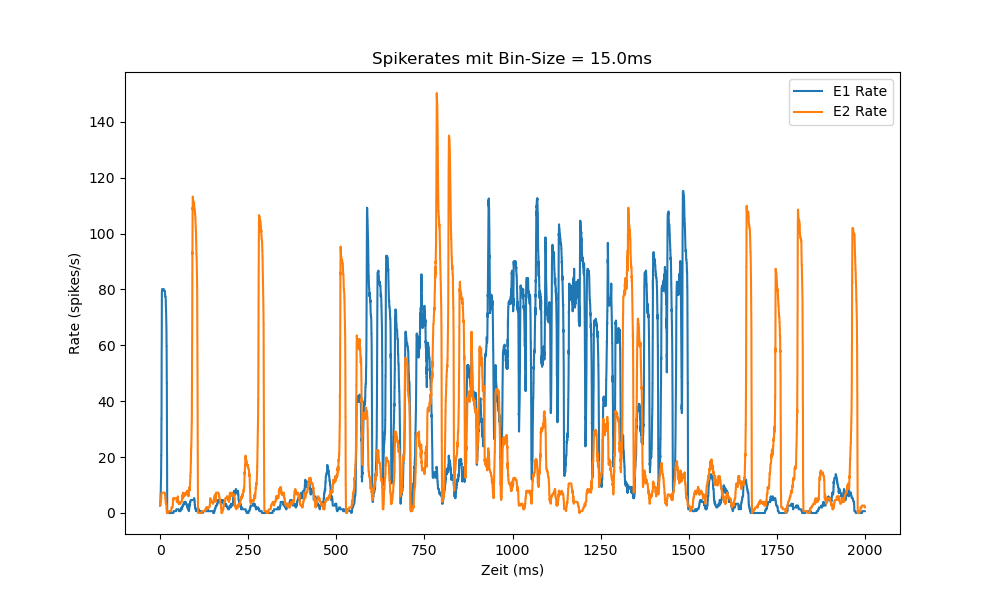 Spikerates mit Bin-Size = 15.0ms
E1 Rate
E2 Rate
Rate (spikes/s)
140
120
100
80
60
40
20
0
0 250 500 750 1000 1250 1500 1750 2000
Zeit (ms)